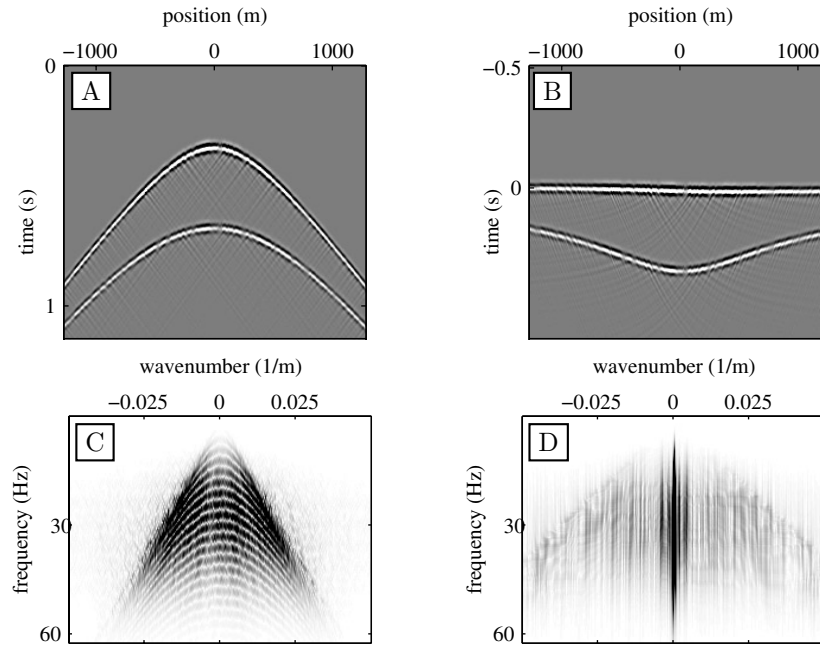 position (m)
−1000 0 1000
0
A
time (s)
1
position (m)
−1000 0 1000
−0.5
B
0
time (s)
wavenumber (1/m)
−0.025 0 0.025
C
frequency (Hz)
30
60
wavenumber (1/m)
−0.025 0 0.025
D
frequency (Hz)
30
60